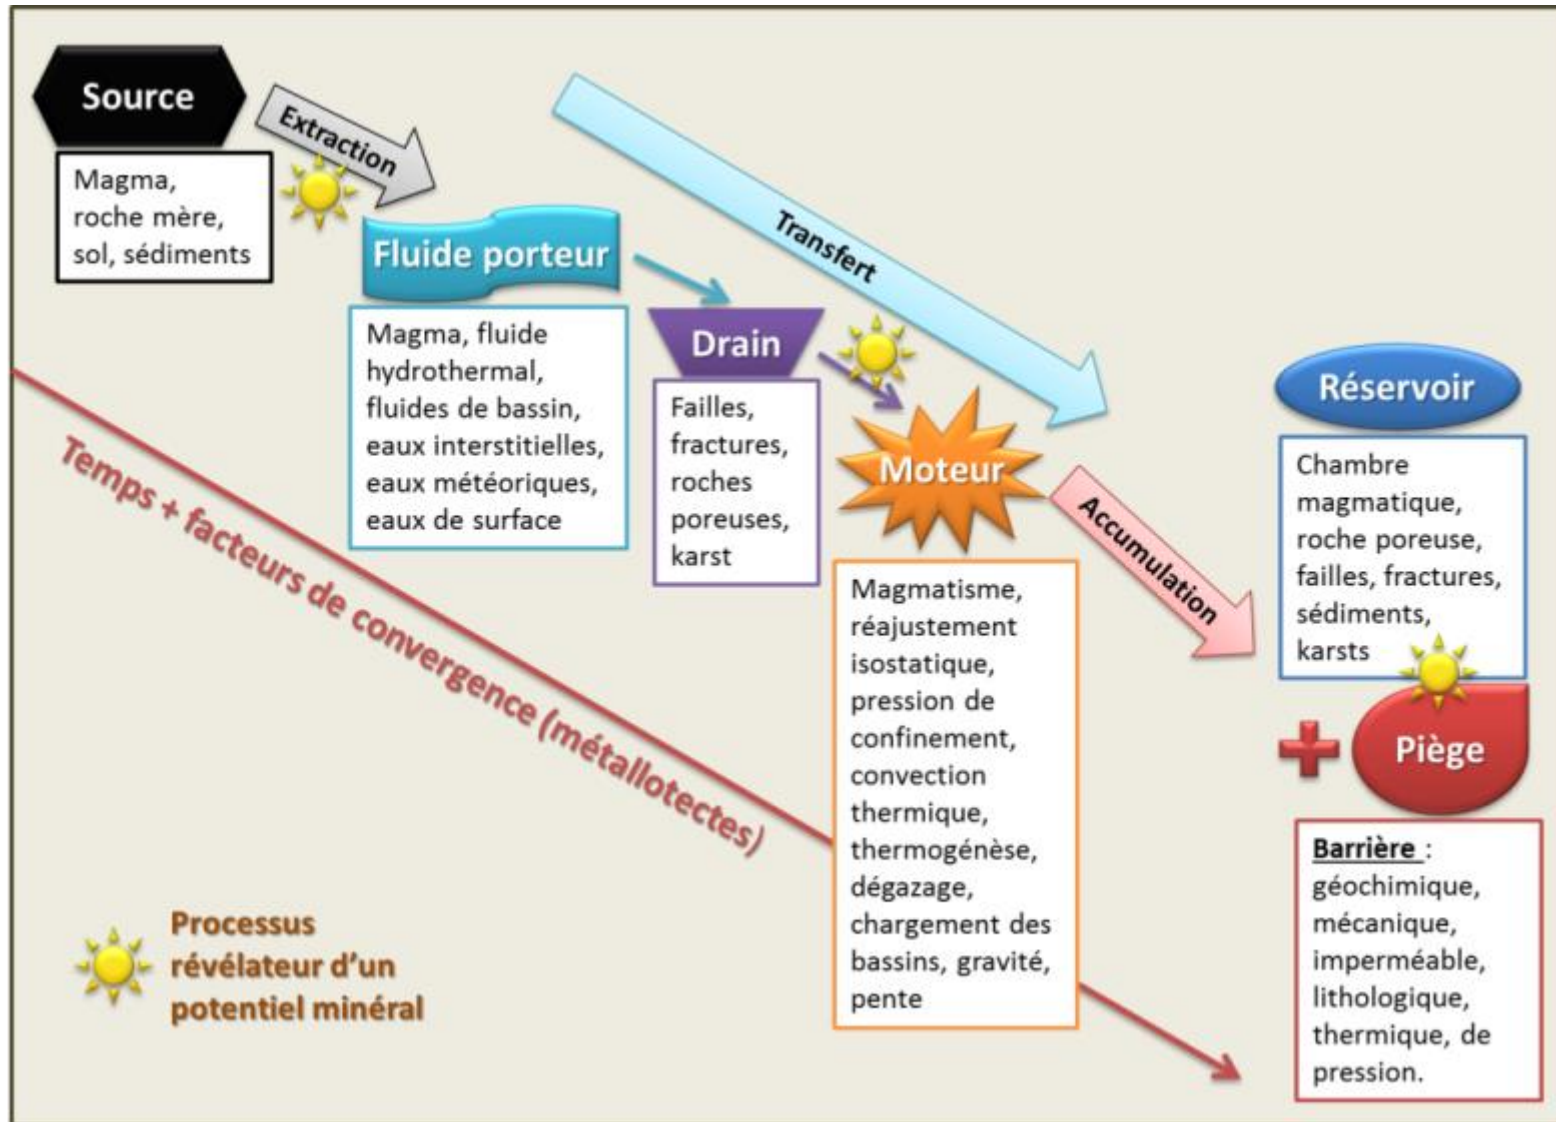 Source
Magma,
roche mère,
sol, sédiments
Extraction
Fluide porteur
Magma, fluide
hydrothermal,
fluides de bassin,
eaux interstitielles,
eaux météoriques,
eaux de surface
Transfert
Drain
Failles,
fractures,
roches
poreuses,
karst
Moteur
Magmatisme,
réajustement
isostatique,
pression de
confinement,
convection
thermique,
thermogénèse,
dégazage,
chargement des
bassins, gravité,
pente
Accumulation
Réservoir
Chambre
magmatique,
roche poreuse,
failles, fractures,
sédiments,
karsts
+
Piège
Barrière :
géochimique,
mécanique,
imperméable,
lithologique,
thermique, de
pression.
Temps + facteurs de convergence (métallotectes)
Processus
révélateur d’un
potentiel minéral